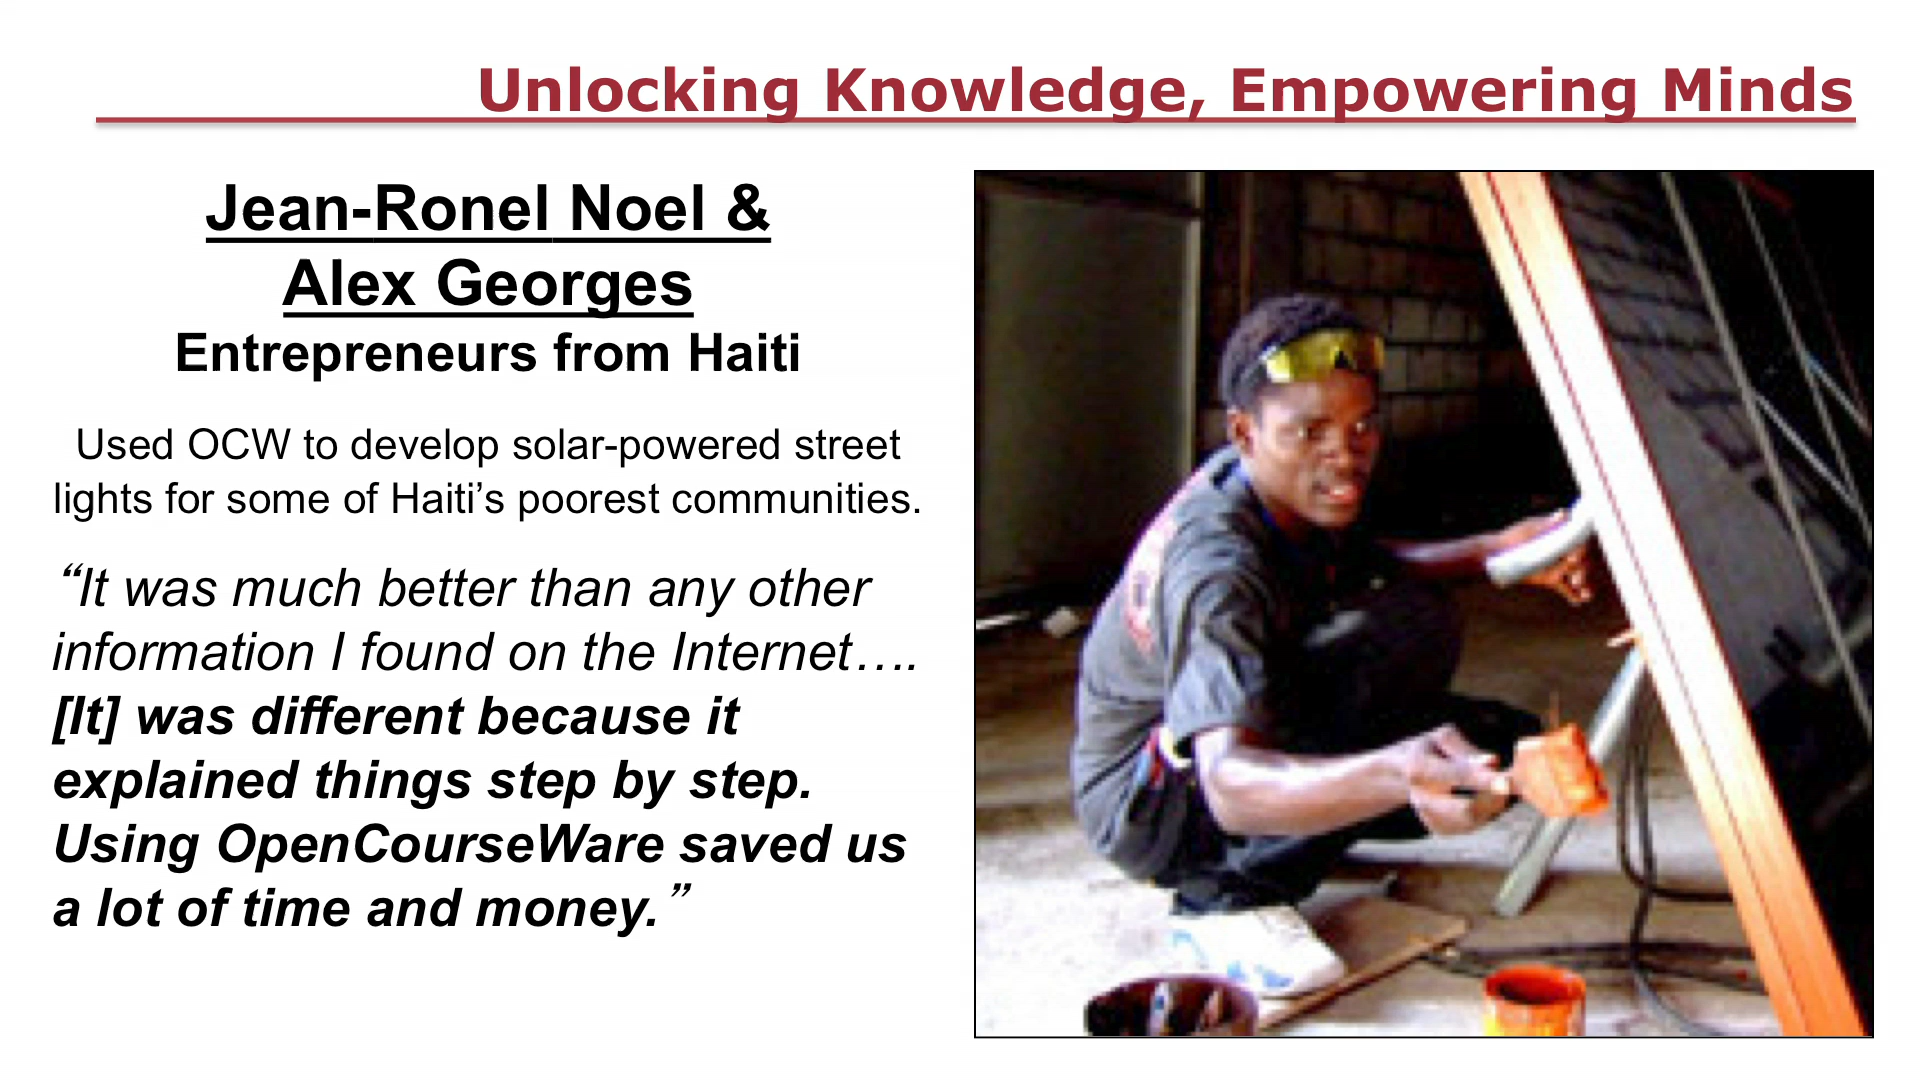 Unlocking Knowledge, Empowering Minds
Jean-Ronel Noel &
Alex Georges
Entrepreneurs from Haiti
Used OCW to develop solar-powered street
lights for some of Haiti’s poorest communities.
“It was much better than any other
information I found on the Internet….
[It] was different because it
explained things step by step.
Using OpenCourseWare saved us
a lot of time and money.”